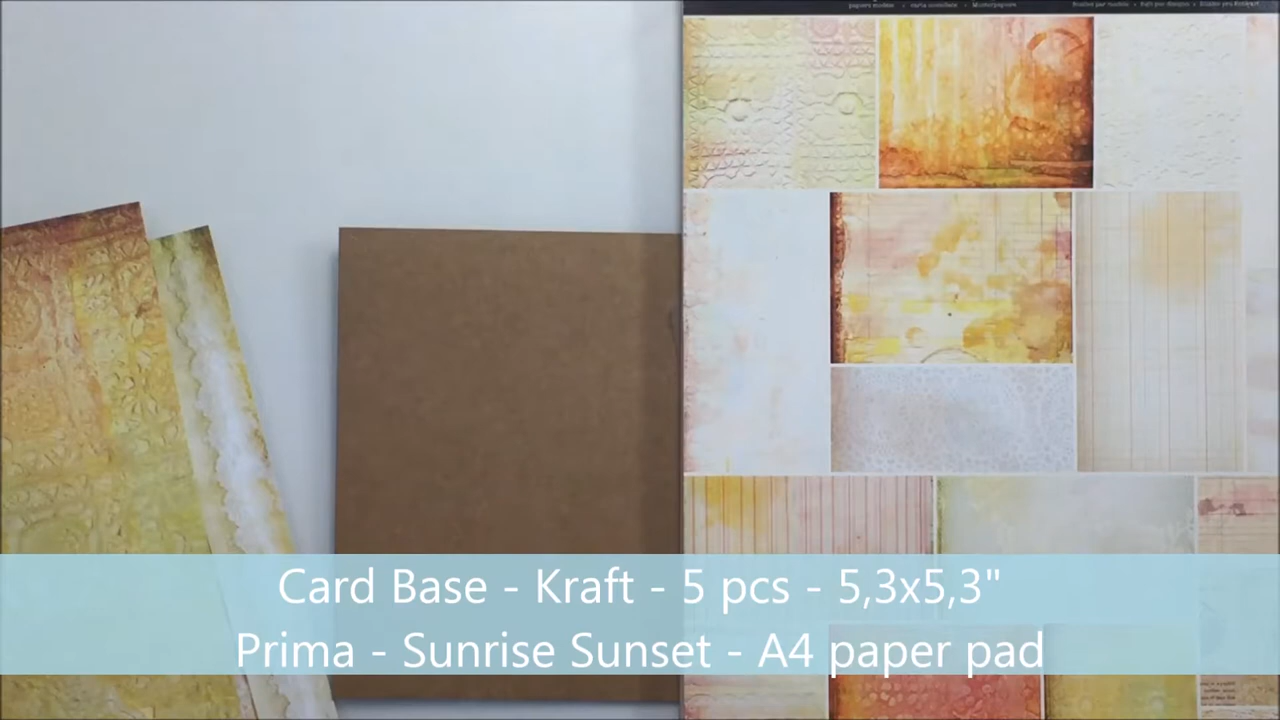 Card Base - Kraft - 5 pcs - 5,3x5,3"
Prima - Sunrise Sunset - A4 paper pad